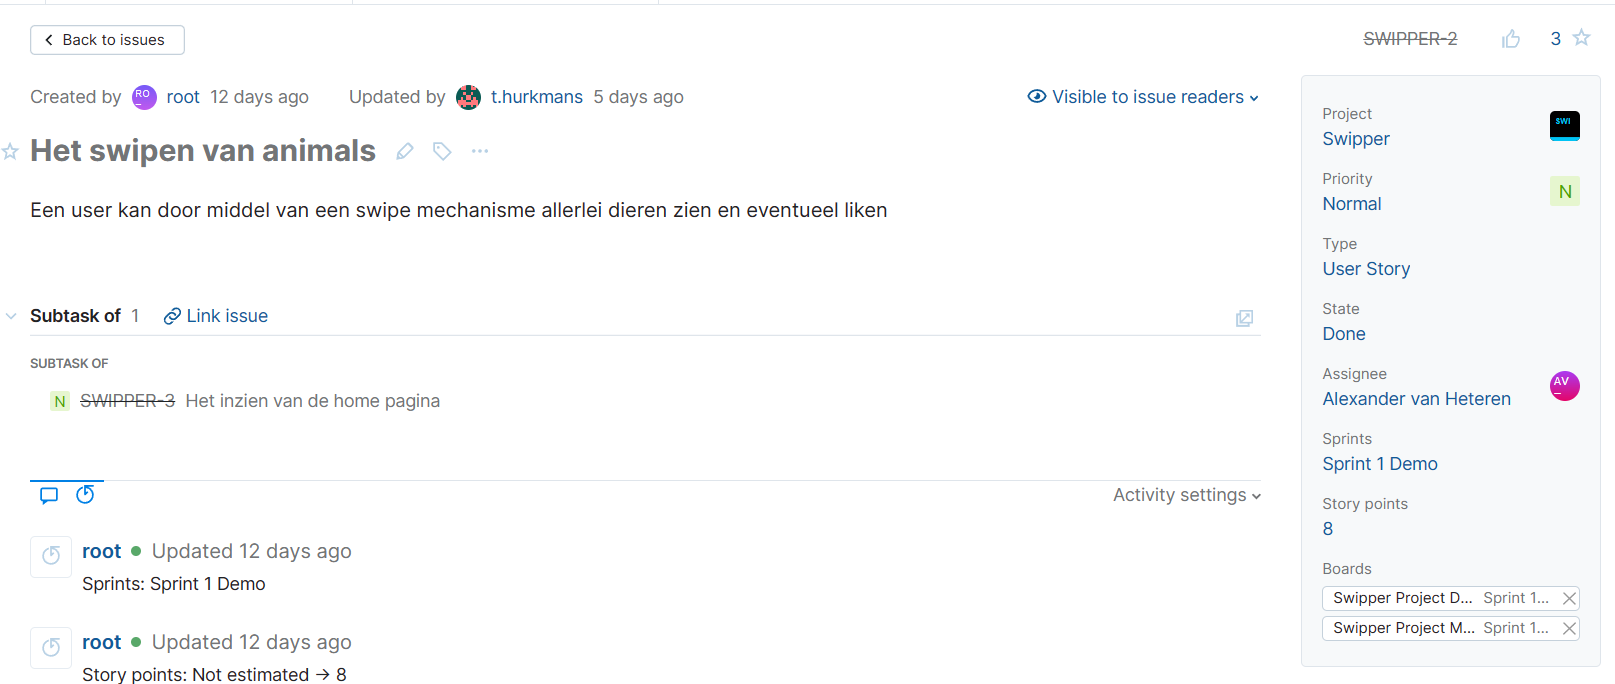 Back to issues
SWIPPER-2
3
Created by RO root 12 days ago Updated by t.hurkmans 5 days ago
Visible to issue readers
Het swipen van animals
Een user kan door middel van een swipe mechanisme allerlei dieren zien en eventueel liken
Subtask of 1 Link issue
SUBTASK OF
N SWIPPER-3 Het inzien van de home pagina
Activity settings
root Updated 12 days ago
Sprints: Sprint 1 Demo
root Updated 12 days ago
Story points: Not estimated → 8
Project
Swipper
SWI
Priority
Normal
N
Type
User Story
State
Done
Assignee
Alexander van Heteren
AV
Sprints
Sprint 1 Demo
Story points
8
Boards
Swipper Project D... Sprint 1...
Swipper Project M... Sprint 1...